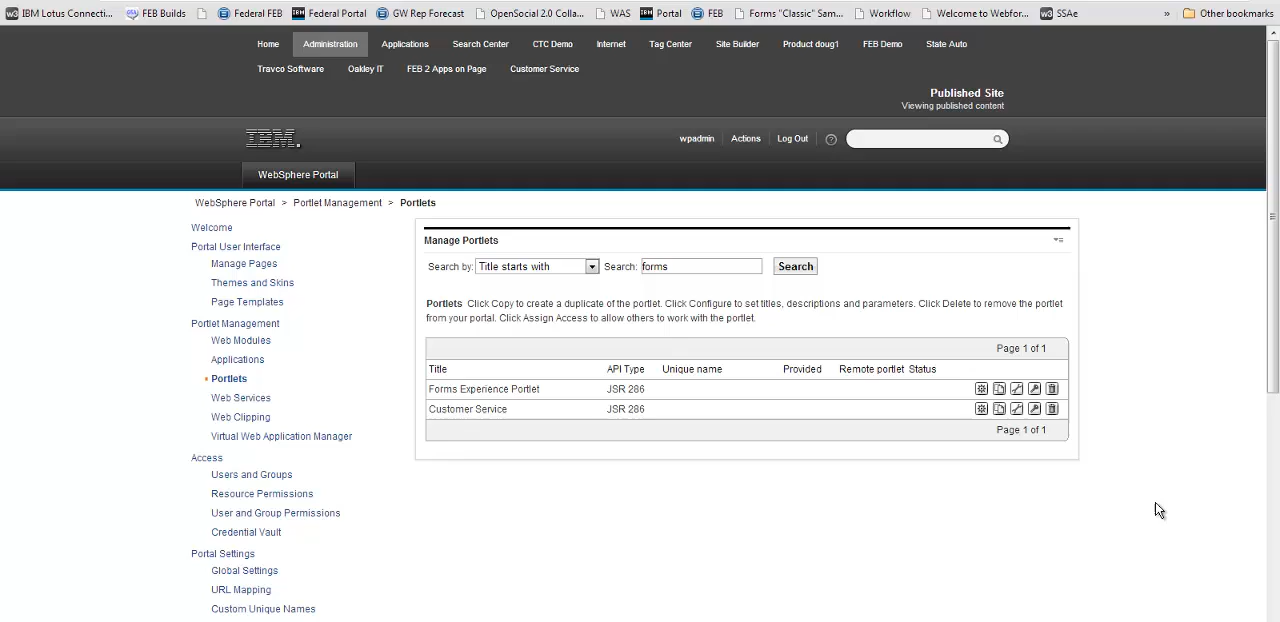 w3 IBM Lotus Connecti... FEB Builds Federal FEB IBM Federal Portal GW Rep Forecast OpenSocial 2.0 Colla... WAS IBM Portal FEB Forms "Classic" Sam... Workflow Welcome to Webfor... w3 SSAe » Other bookmarks
Home Administration Applications Search Center CTC Demo Internet Tag Center Site Builder Product doug1 FEB Demo State Auto
Travco Software Oakley IT FEB 2 Apps on Page Customer Service
Published Site
Viewing published content
IBM. wpadmin Actions Log Out ?
WebSphere Portal
WebSphere Portal > Portlet Management > Portlets
Welcome
Portal User Interface
Manage Pages
Themes and Skins
Page Templates
Portlet Management
Web Modules
Applications
Portlets
Web Services
Web Clipping
Virtual Web Application Manager
Access
Users and Groups
Resource Permissions
User and Group Permissions
Credential Vault
Portal Settings
Global Settings
URL Mapping
Custom Unique Names
Manage Portlets
Search by: Title starts with Search: forms Search
Portlets Click Copy to create a duplicate of the portlet. Click Configure to set titles, descriptions and parameters. Click Delete to remove the portlet
from your portal. Click Assign Access to allow others to work with the portlet.
Page 1 of 1
Title API Type Unique name Provided Remote portlet Status
Forms Experience Portlet JSR 286
Customer Service JSR 286
Page 1 of 1